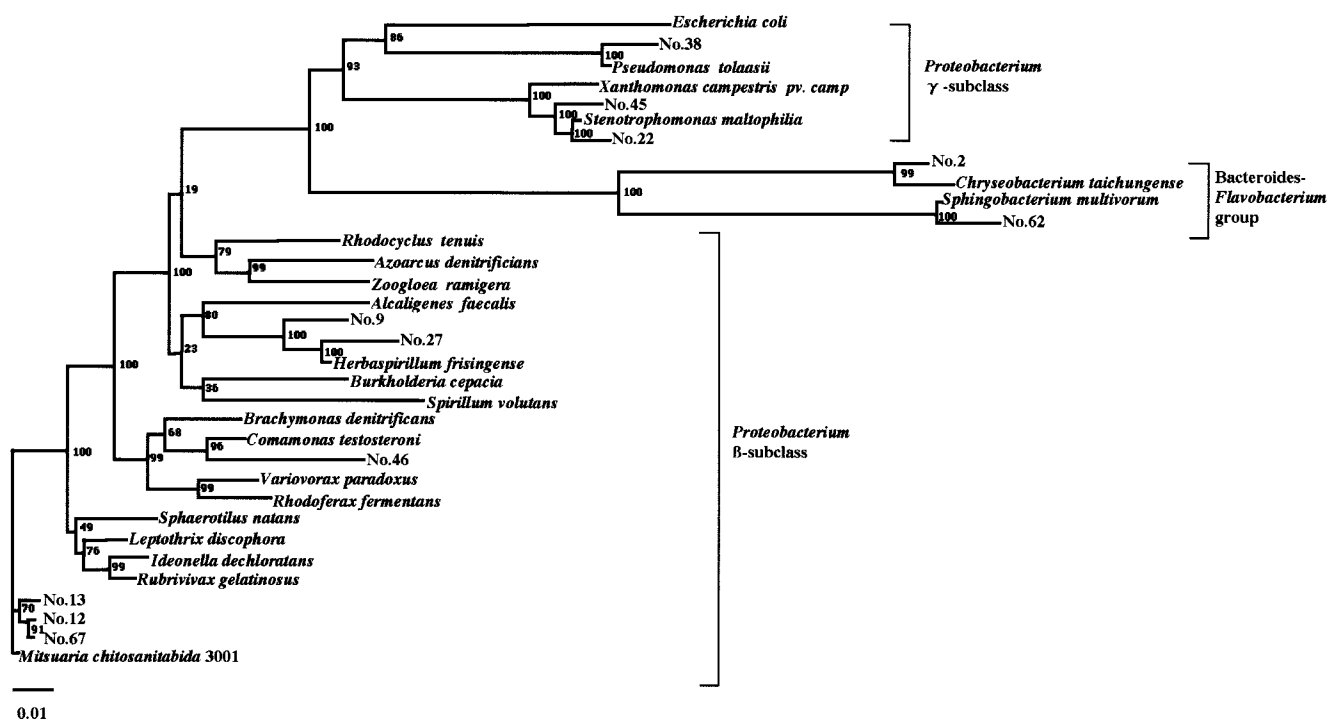 Escherichia coli
86
No.38
100
Pseudomonas tolaasii
93
Proteobacterium
γ -subclass
Xanthomonas campestris pv. camp
100
No.45
100
Stenotrophomonas maltophilia
100
No.22
100
No.2
99
Chryseobacterium taichungense
100
Sphingobacterium multivorum
100
No.62
Bacteroides-
Flavobacterium
group
19
Rhodocyclus tenuis
79
Azoarcus denitrificians
99
Zoogloea ramigera
100
Alcaligenes faecalis
80
No.9
100
No.27
100
Herbaspirillum frisingense
23
Burkholderia cepacia
36
Spirillum volutans
100
Brachymonas denitrificans
68
Comamonas testosteroni
96
No.46
99
Variovorax paradoxus
99
Rhodoferax fermentans
Proteobacterium
ß-subclass
100
Sphaerotilus natans
49
Leptothrix discophora
76
Ideonella dechloratans
99
Rubrivivax gelatinosus
No.13
70
No.12
91
No.67
Mitsuaria chitosanitabida 3001
0.01